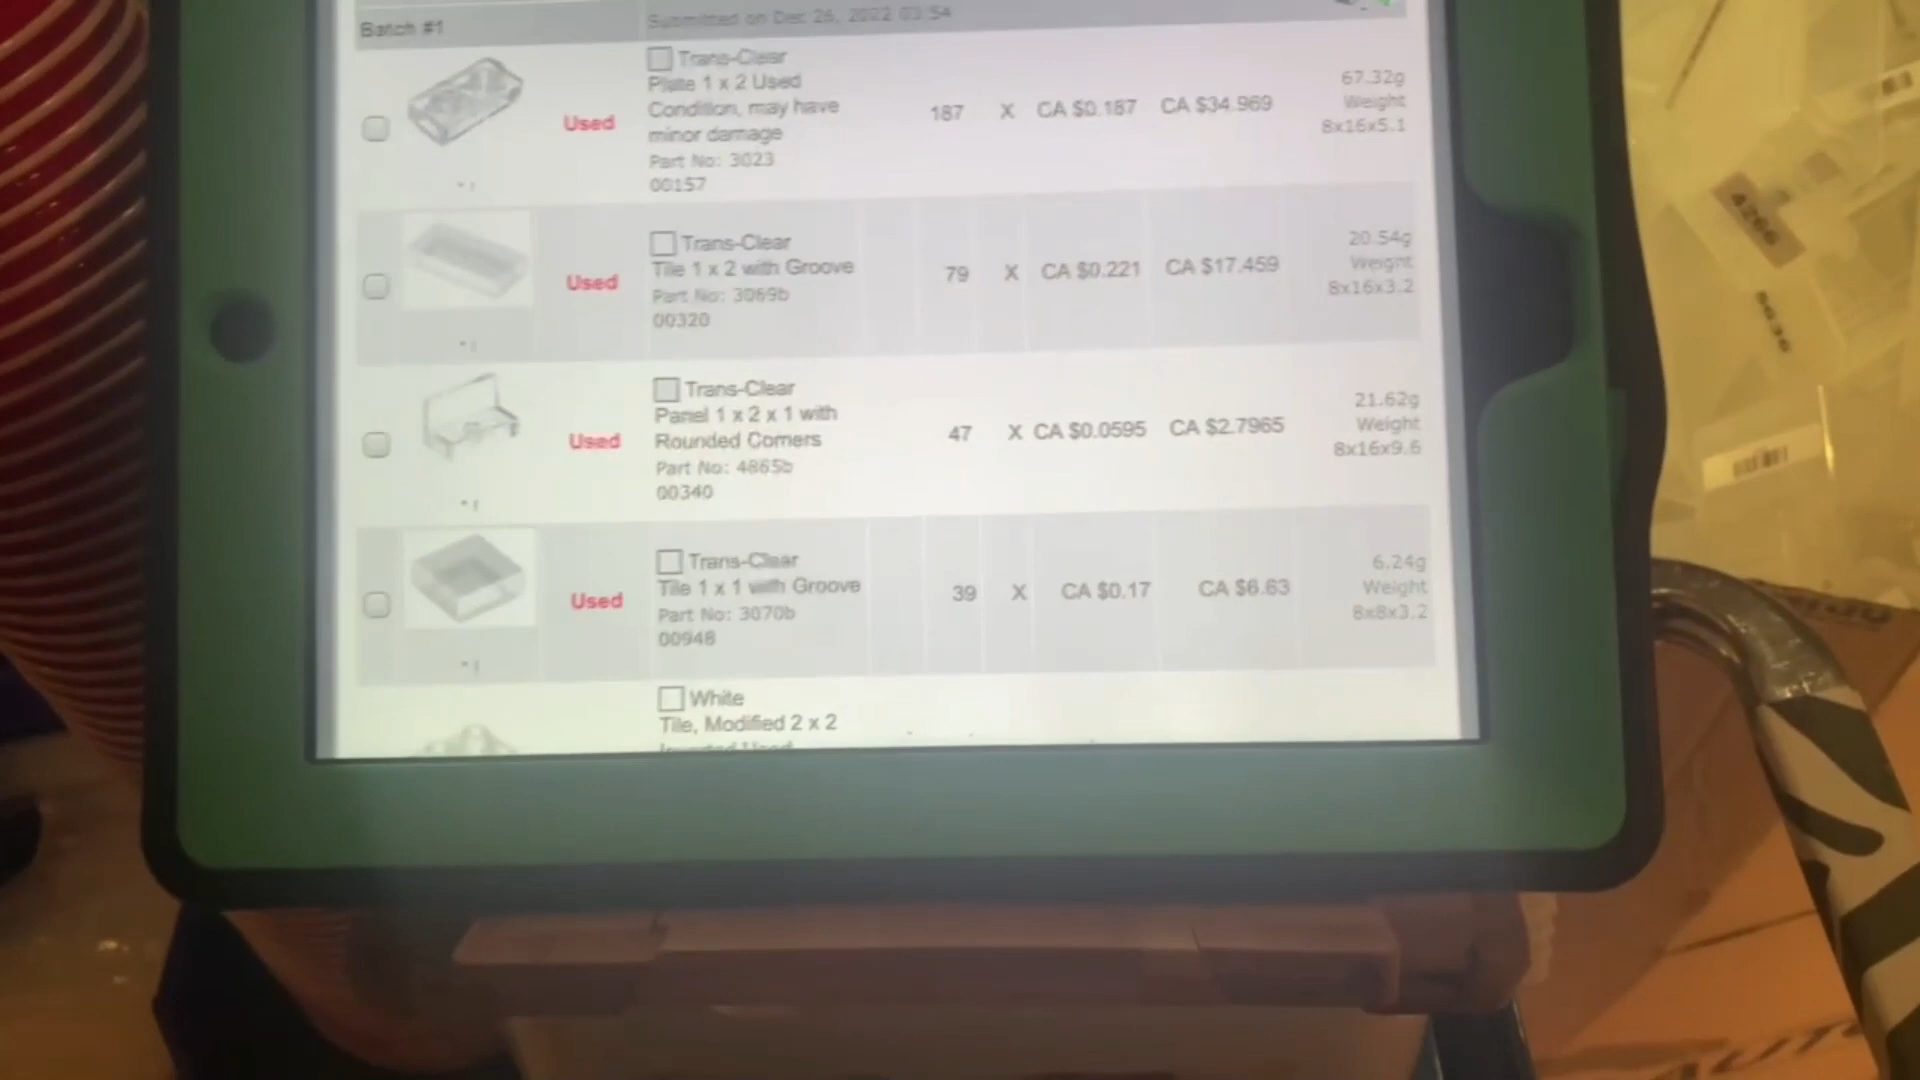 Batch #1
Submitted on Dec 26, 2022 03:54
Trans-Clear
Plate 1 x 2 Used
Condition, may have
minor damage
Part No: 3023
00157
Used
187 X CA $0.187 CA $34.969
67.32g
Weight
8x16x5.1
Trans-Clear
Tile 1 x 2 with Groove
Part No: 3069b
00320
Used
79 X CA $0.221 CA $17.459
20.54g
Weight
8x16x3.2
Trans-Clear
Panel 1 x 2 x 1 with
Rounded Corners
Part No: 4865b
00340
Used
47 X CA $0.0595 CA $2.7965
21.62g
Weight
8x16x9.6
Trans-Clear
Tile 1 x 1 with Groove
Part No: 3070b
00948
Used
39 X CA $0.17 CA $6.63
6.24g
Weight
8x8x3.2
White
Tile, Modified 2 x 2
4266